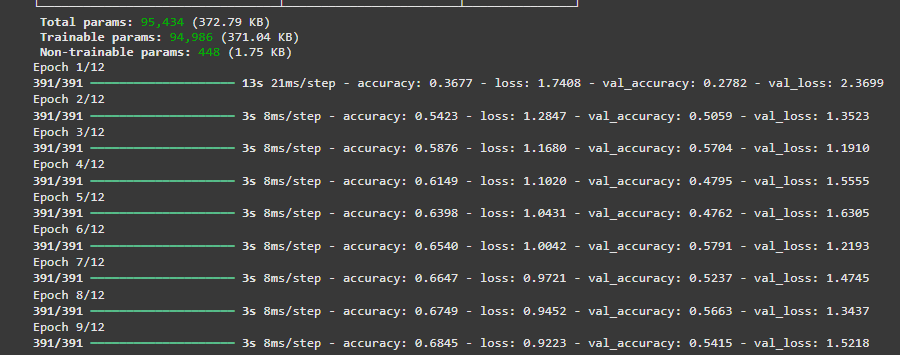 Total params: 95,434 (372.79 KB)
Trainable params: 94,986 (371.04 KB)
Non-trainable params: 448 (1.75 KB)
Epoch 1/12
391/391 ━━━━━━━━━━━━━━━━━━━━ 13s 21ms/step - accuracy: 0.3677 - loss: 1.7408 - val_accuracy: 0.2782 - val_loss: 2.3699
Epoch 2/12
391/391 ━━━━━━━━━━━━━━━━━━━━ 3s 8ms/step - accuracy: 0.5423 - loss: 1.2847 - val_accuracy: 0.5059 - val_loss: 1.3523
Epoch 3/12
391/391 ━━━━━━━━━━━━━━━━━━━━ 3s 8ms/step - accuracy: 0.5876 - loss: 1.1680 - val_accuracy: 0.5704 - val_loss: 1.1910
Epoch 4/12
391/391 ━━━━━━━━━━━━━━━━━━━━ 3s 8ms/step - accuracy: 0.6149 - loss: 1.1020 - val_accuracy: 0.4795 - val_loss: 1.5555
Epoch 5/12
391/391 ━━━━━━━━━━━━━━━━━━━━ 3s 8ms/step - accuracy: 0.6398 - loss: 1.0431 - val_accuracy: 0.4762 - val_loss: 1.6305
Epoch 6/12
391/391 ━━━━━━━━━━━━━━━━━━━━ 3s 8ms/step - accuracy: 0.6540 - loss: 1.0042 - val_accuracy: 0.5791 - val_loss: 1.2193
Epoch 7/12
391/391 ━━━━━━━━━━━━━━━━━━━━ 3s 8ms/step - accuracy: 0.6647 - loss: 0.9721 - val_accuracy: 0.5237 - val_loss: 1.4745
Epoch 8/12
391/391 ━━━━━━━━━━━━━━━━━━━━ 3s 8ms/step - accuracy: 0.6749 - loss: 0.9452 - val_accuracy: 0.5663 - val_loss: 1.3437
Epoch 9/12
391/391 ━━━━━━━━━━━━━━━━━━━━ 3s 8ms/step - accuracy: 0.6845 - loss: 0.9223 - val_accuracy: 0.5415 - val_loss: 1.5218